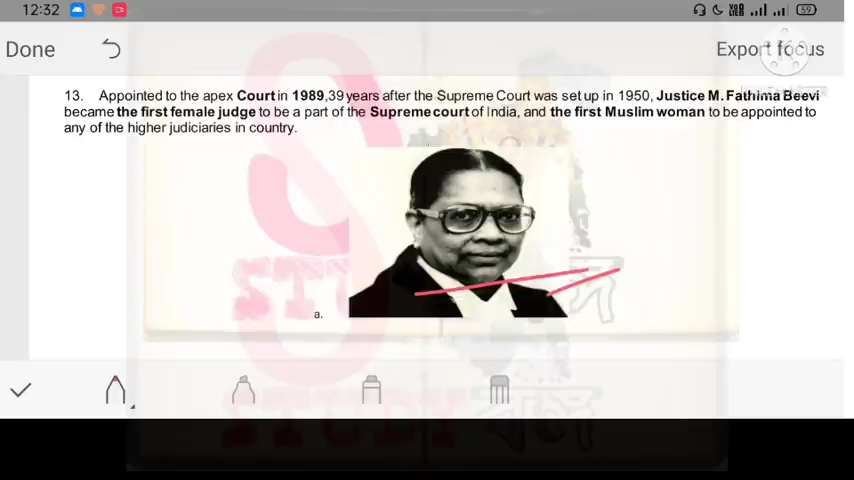 12:32
59
Done
Export focus
13. Appointed to the apex Court in 1989,39 years after the Supreme Court was set up in 1950, Justice M. Fathima Beevi
became the first female judge to be a part of the Supreme court of India, and the first Muslim woman to be appointed to
any of the higher judiciaries in country.
a.
STUDY